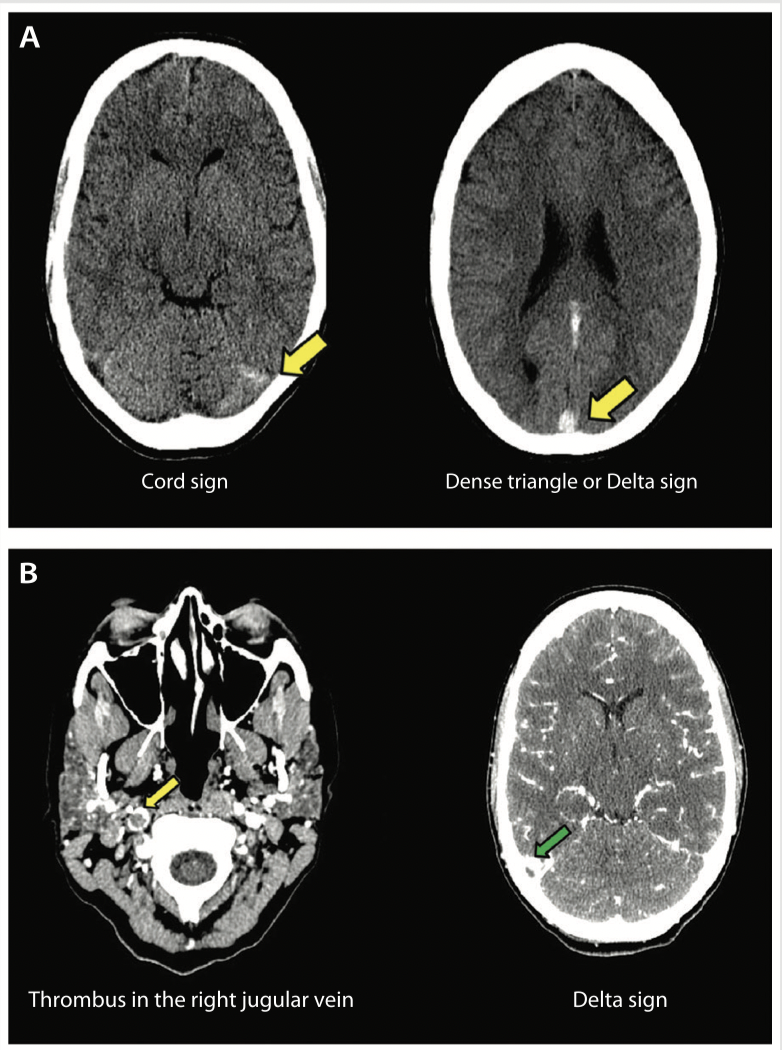 A
Cord sign
Dense triangle or Delta sign
B
Thrombus in the right jugular vein
Delta sign